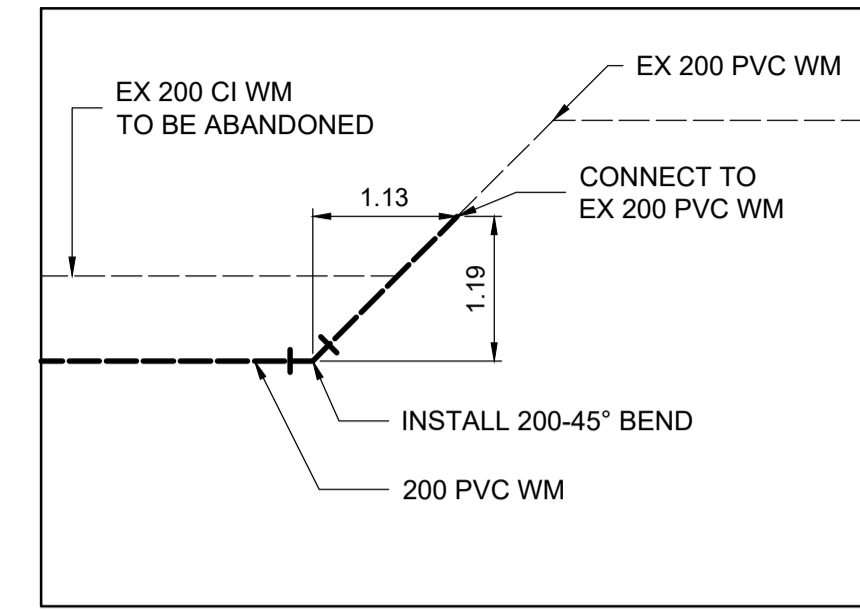 EX 200 PVC WM
EX 200 CI WM
TO BE ABANDONED
CONNECT TO
EX 200 PVC WM
1.13
1.19
INSTALL 200-45° BEND
200 PVC WM